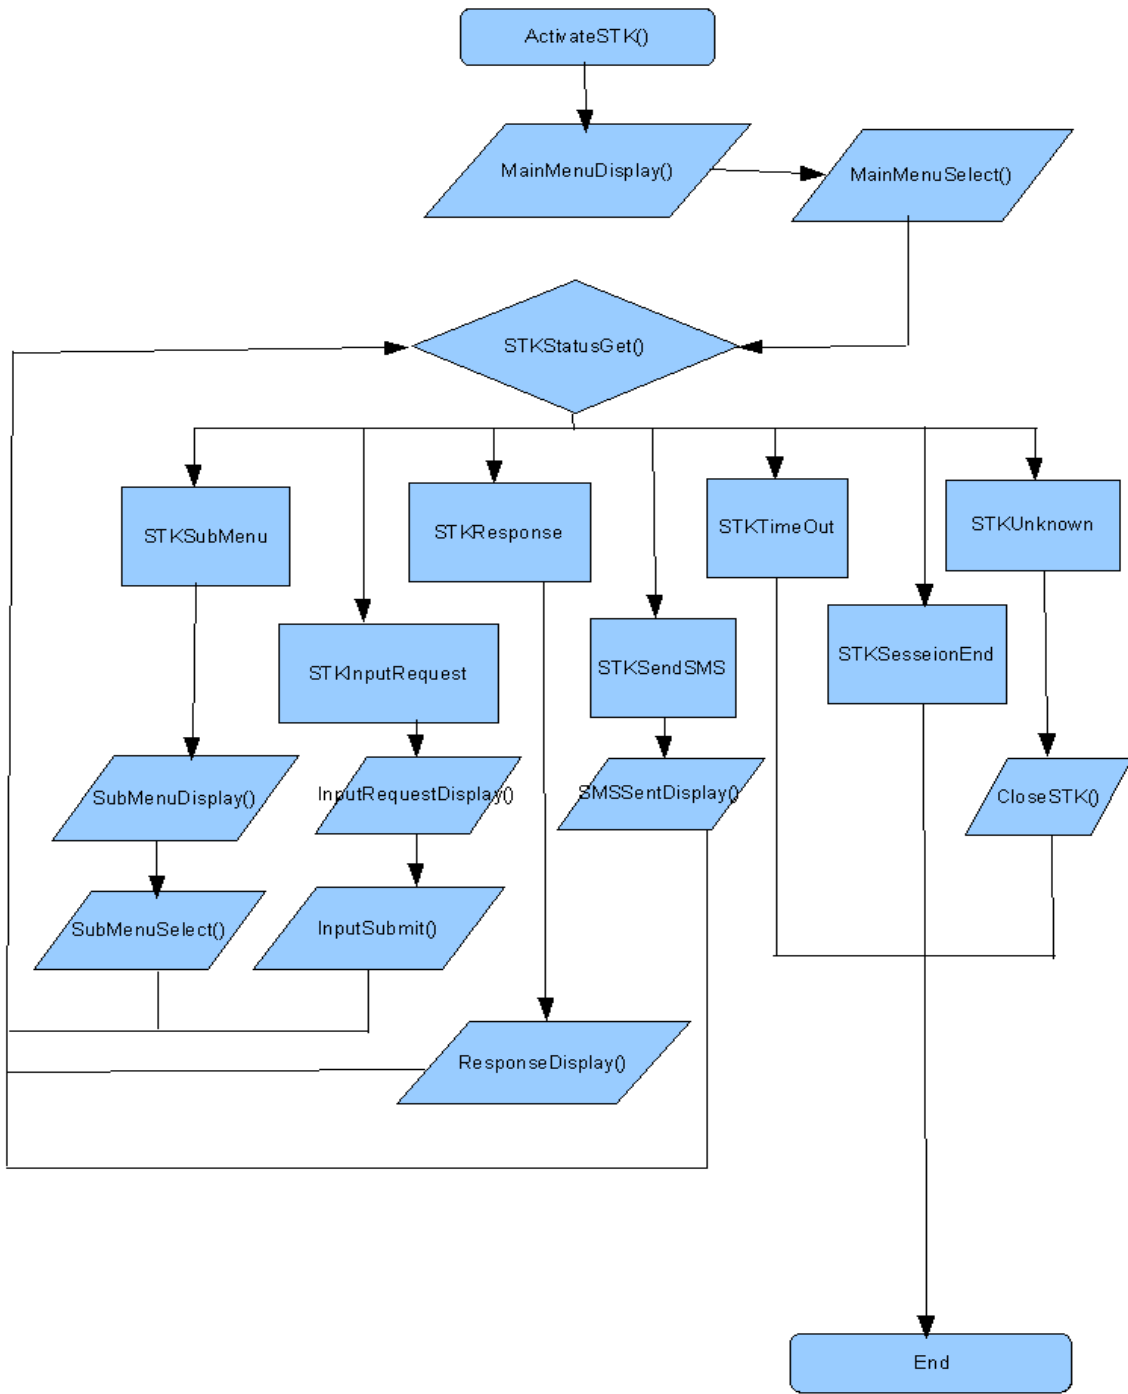 ActivateSTK()
MainMenuDisplay()
MainMenuSelect()
STKStatusGet()
STKSubMenu
STKResponse
STKTimeOut
STKUnknown
STKInputRequest
STKSendSMS
STKSesseionEnd
SubMenuDisplay()
InputRequestDisplay()
SMSSentDisplay()
CloseSTK()
SubMenuSelect()
InputSubmit()
ResponseDisplay()
End